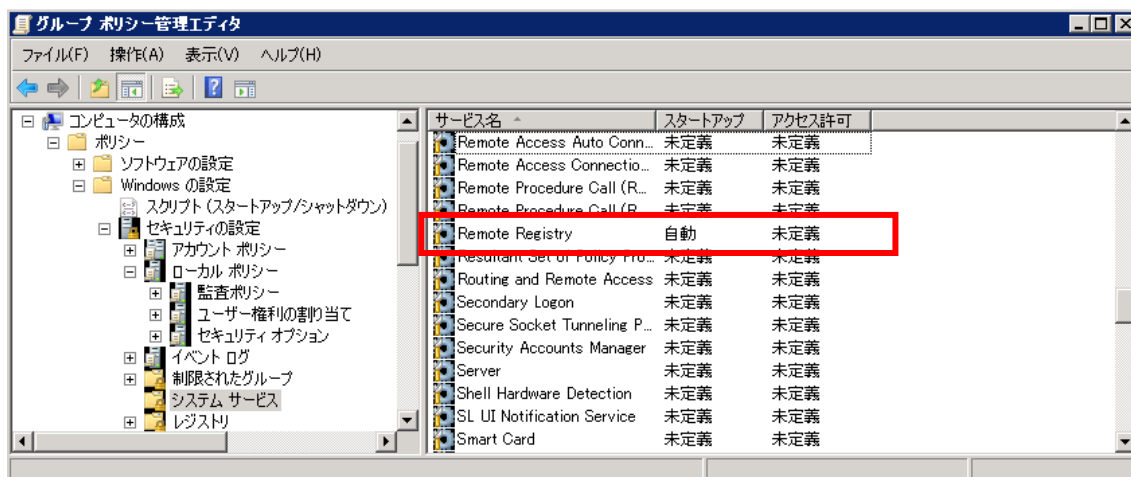 グループ ポリシー管理エディタ
ファイル(F) 操作(A) 表示(V) ヘルプ(H)
コンピュータの構成
ポリシー
ソフトウェアの設定
Windows の設定
スクリプト (スタートアップ/シャットダウン)
セキュリティの設定
アカウント ポリシー
ローカル ポリシー
監査ポリシー
ユーザー権利の割り当て
セキュリティ オプション
イベント ログ
制限されたグループ
システム サービス
レジストリ
サービス名 スタートアップ アクセス許可
Remote Access Auto Conn... 未定義 未定義
Remote Access Connectio... 未定義 未定義
Remote Procedure Call (R... 未定義 未定義
Remote Procedure Call (R... 未定義 未定義
Remote Registry 自動 未定義
Resultant Set of Policy Pro... 未定義 未定義
Routing and Remote Access 未定義 未定義
Secondary Logon 未定義 未定義
Secure Socket Tunneling P... 未定義 未定義
Security Accounts Manager 未定義 未定義
Server 未定義 未定義
Shell Hardware Detection 未定義 未定義
SL UI Notification Service 未定義 未定義
Smart Card 未定義 未定義